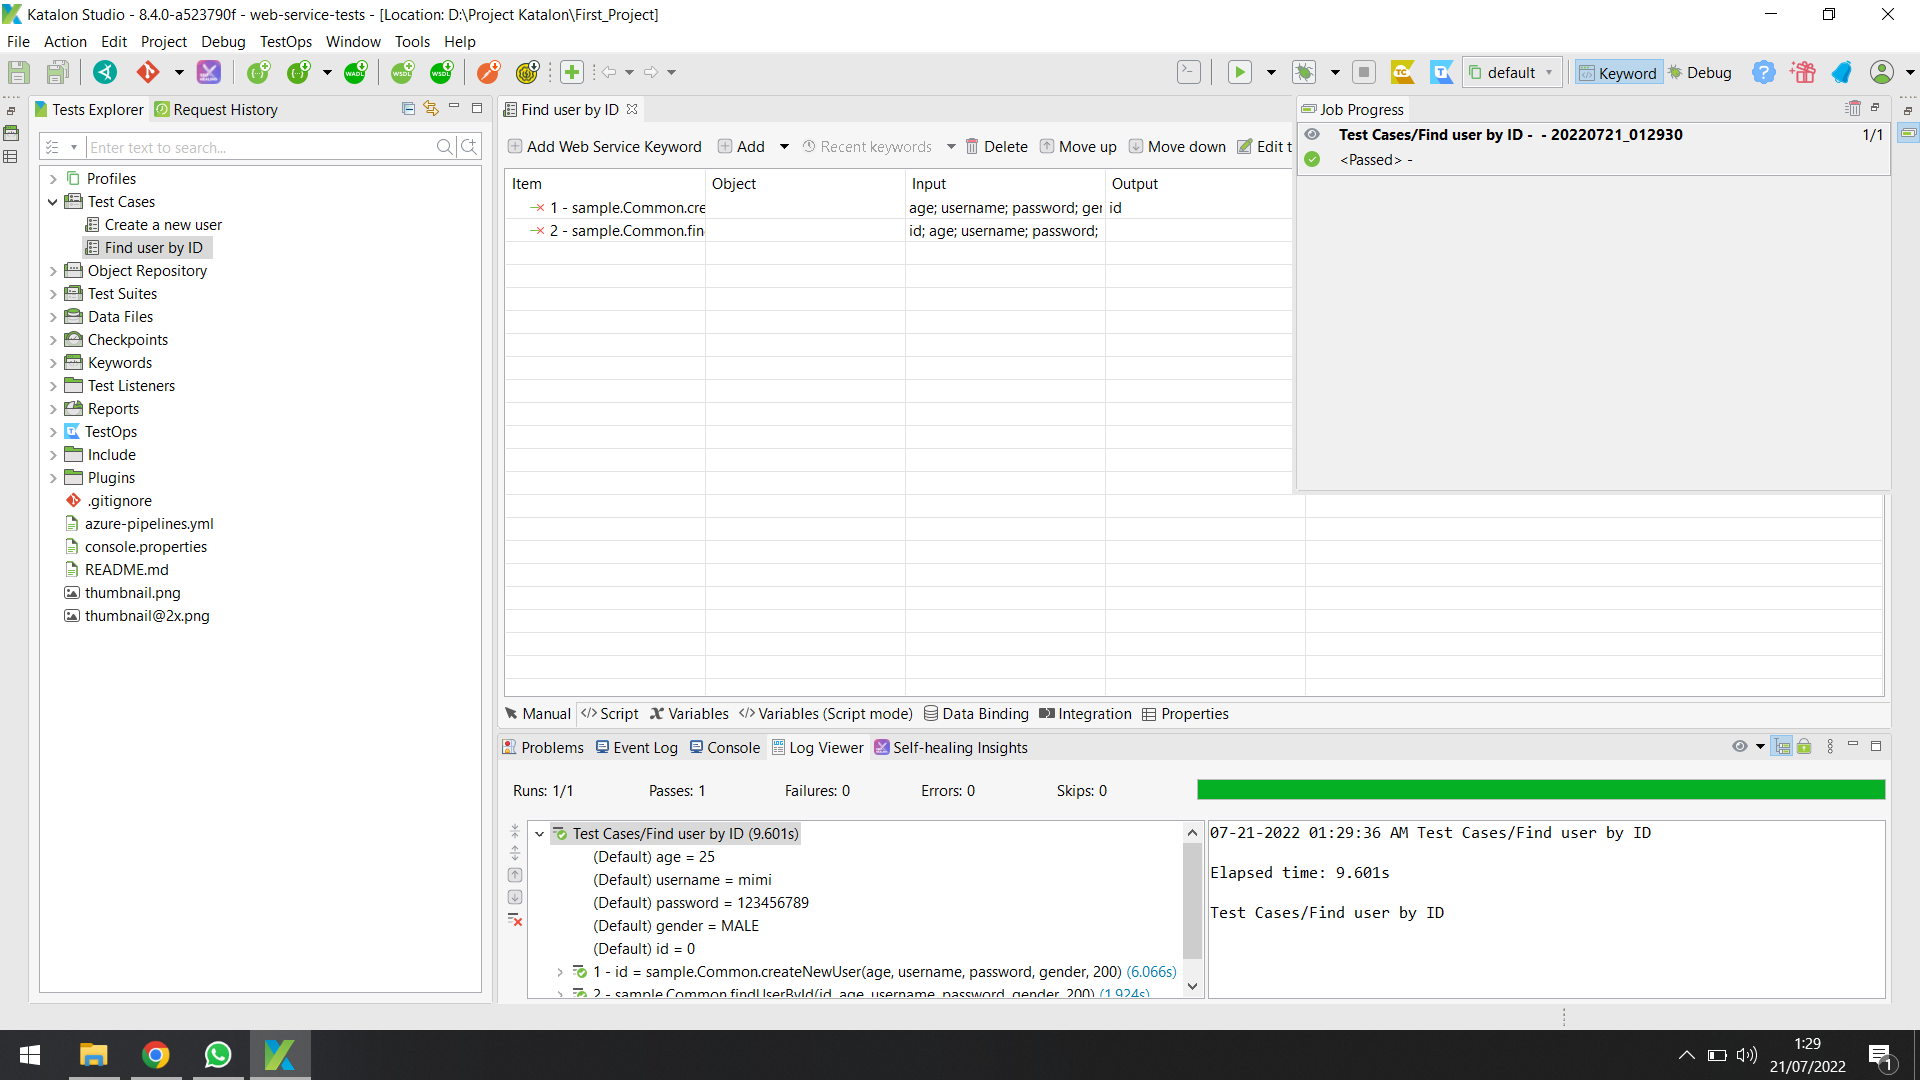 Katalon Studio - 8.4.0-a523790f - web-service-tests - [Location: D:\Project Katalon\First_Project]
File Action Edit Project Debug TestOps Window Tools Help
default Keyword Debug
Tests Explorer Request History
Enter text to search...
Profiles
Test Cases
Create a new user
Find user by ID
Object Repository
Test Suites
Data Files
Checkpoints
Keywords
Test Listeners
Reports
TestOps
Include
Plugins
.gitignore
azure-pipelines.yml
console.properties
README.md
thumbnail.png
thumbnail@2x.png
Find user by ID
Add Web Service Keyword Add Recent keywords Delete Move up Move down Edit t
Item Object Input Output
1 - sample.Common.cre age; username; password; ger id
2 - sample.Common.fin id; age; username; password;
Job Progress
Test Cases/Find user by ID - - 20220721_012930 1/1
<Passed> -
Manual Script Variables Variables (Script mode) Data Binding Integration Properties
Problems Event Log Console Log Viewer Self-healing Insights
Runs: 1/1 Passes: 1 Failures: 0 Errors: 0 Skips: 0
Test Cases/Find user by ID (9.601s)
(Default) age = 25
(Default) username = mimi
(Default) password = 123456789
(Default) gender = MALE
(Default) id = 0
1 - id = sample.Common.createNewUser(age, username, password, gender, 200) (6.066s)
2 - sample.Common.findUserById(id, age, username, password, gender, 200) (1.924s)
07-21-2022 01:29:36 AM Test Cases/Find user by ID
Elapsed time: 9.601s
Test Cases/Find user by ID
1:29
21/07/2022
1